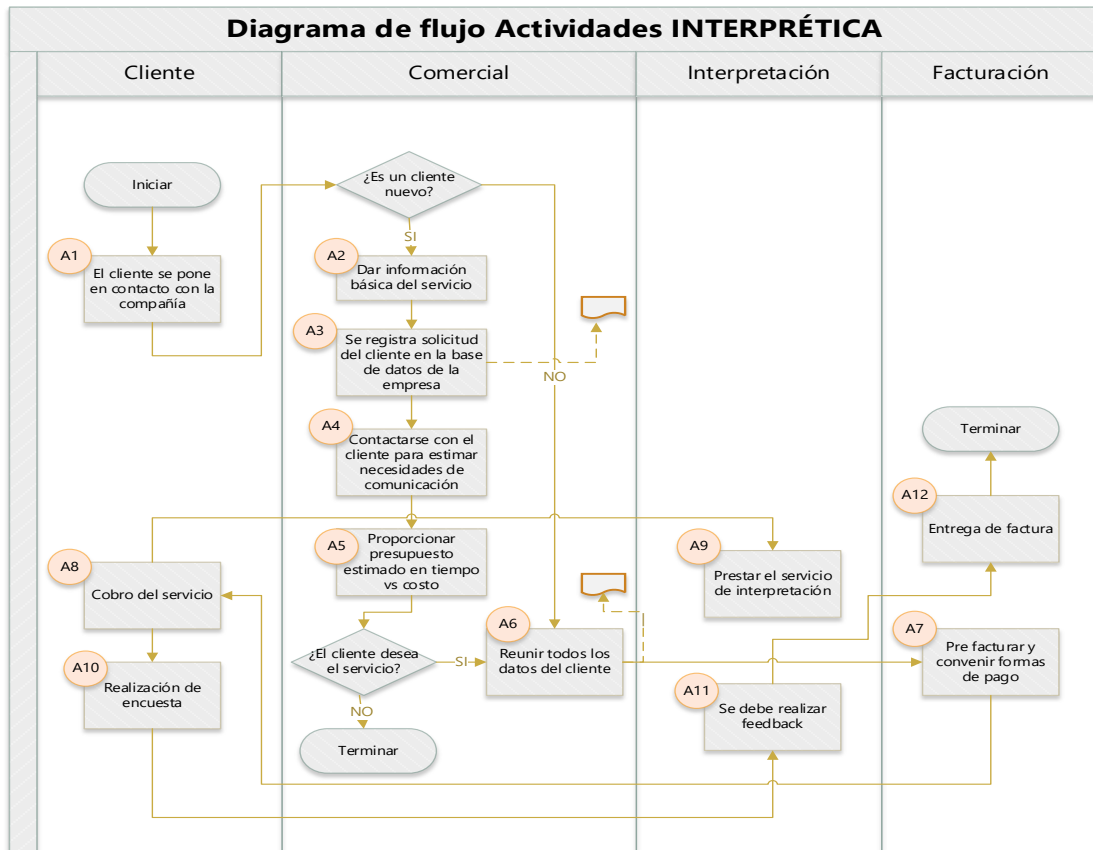 Diagrama de flujo Actividades INTERPRÉTICA
Cliente
Comercial
Interpretación
Facturación
Iniciar
A1
El cliente se pone
en contacto con la
compañía
¿Es un cliente
nuevo?
SI
NO
A2
Dar información
básica del servicio
A3
Se registra solicitud
del cliente en la base
de datos de la
empresa
A4
Contactarse con el
cliente para estimar
necesidades de
comunicación
A5
Proporcionar
presupuesto
estimado en tiempo
vs costo
¿El cliente desea
el servicio?
SI
NO
Terminar
A6
Reunir todos los
datos del cliente
A7
Pre facturar y
convenir formas
de pago
A8
Cobro del servicio
A9
Prestar el servicio
de interpretación
A10
Realización de
encuesta
A11
Se debe realizar
feedback
A12
Entrega de factura
Terminar